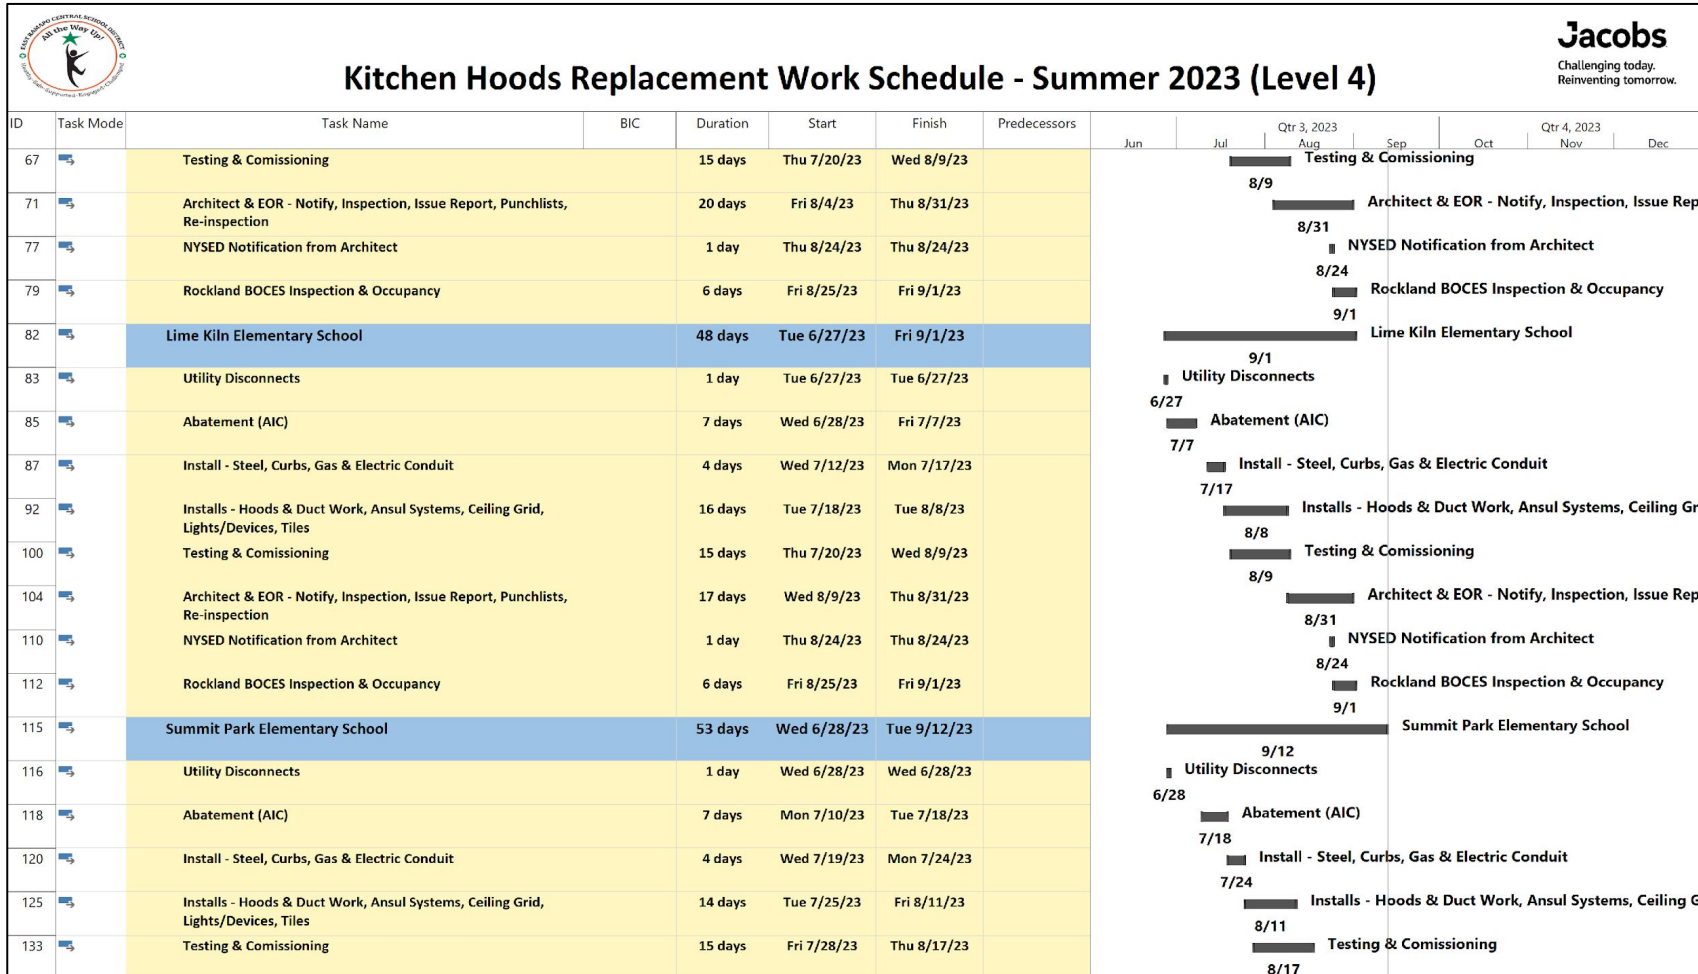 EAST RAMAPO CENTRAL SCHOOL DISTRICT
All the Way Up!
Jacobs
Challenging today.
Reinventing tomorrow.
Kitchen Hoods Replacement Work Schedule - Summer 2023 (Level 4)
ID Task Mode Task Name BIC Duration Start Finish Predecessors
Qtr 3, 2023 Qtr 4, 2023
Jun Jul Aug Sep Oct Nov Dec
67 Testing & Comissioning 15 days Thu 7/20/23 Wed 8/9/23 Testing & Comissioning
8/9
71 Architect & EOR - Notify, Inspection, Issue Report, Punchlists, 20 days Fri 8/4/23 Thu 8/31/23 Architect & EOR - Notify, Inspection, Issue Rep
Re-inspection
8/31
77 NYSED Notification from Architect 1 day Thu 8/24/23 Thu 8/24/23 NYSED Notification from Architect
8/24
79 Rockland BOCES Inspection & Occupancy 6 days Fri 8/25/23 Fri 9/1/23 Rockland BOCES Inspection & Occupancy
9/1
82 Lime Kiln Elementary School 48 days Tue 6/27/23 Fri 9/1/23 Lime Kiln Elementary School
9/1
83 Utility Disconnects 1 day Tue 6/27/23 Tue 6/27/23 Utility Disconnects
6/27
85 Abatement (AIC) 7 days Wed 6/28/23 Fri 7/7/23 Abatement (AIC)
7/7
87 Install - Steel, Curbs, Gas & Electric Conduit 4 days Wed 7/12/23 Mon 7/17/23 Install - Steel, Curbs, Gas & Electric Conduit
7/17
92 Installs - Hoods & Duct Work, Ansul Systems, Ceiling Grid, 16 days Tue 7/18/23 Tue 8/8/23 Installs - Hoods & Duct Work, Ansul Systems, Ceiling Gr
Lights/Devices, Tiles
8/8
100 Testing & Comissioning 15 days Thu 7/20/23 Wed 8/9/23 Testing & Comissioning
8/9
104 Architect & EOR - Notify, Inspection, Issue Report, Punchlists, 17 days Wed 8/9/23 Thu 8/31/23 Architect & EOR - Notify, Inspection, Issue Rep
Re-inspection
8/31
110 NYSED Notification from Architect 1 day Thu 8/24/23 Thu 8/24/23 NYSED Notification from Architect
8/24
112 Rockland BOCES Inspection & Occupancy 6 days Fri 8/25/23 Fri 9/1/23 Rockland BOCES Inspection & Occupancy
9/1
115 Summit Park Elementary School 53 days Wed 6/28/23 Tue 9/12/23 Summit Park Elementary School
9/12
116 Utility Disconnects 1 day Wed 6/28/23 Wed 6/28/23 Utility Disconnects
6/28
118 Abatement (AIC) 7 days Mon 7/10/23 Tue 7/18/23 Abatement (AIC)
7/18
120 Install - Steel, Curbs, Gas & Electric Conduit 4 days Wed 7/19/23 Mon 7/24/23 Install - Steel, Curbs, Gas & Electric Conduit
7/24
125 Installs - Hoods & Duct Work, Ansul Systems, Ceiling Grid, 14 days Tue 7/25/23 Fri 8/11/23 Installs - Hoods & Duct Work, Ansul Systems, Ceiling G
Lights/Devices, Tiles
8/11
133 Testing & Comissioning 15 days Fri 7/28/23 Thu 8/17/23 Testing & Comissioning
8/17